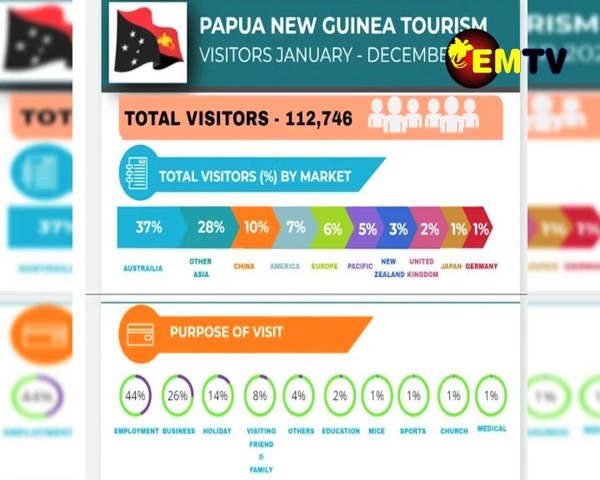 PAPUA NEW GUINEA TOURISM
VISITORS JANUARY - DECEMBE
EMTV
TOTAL VISITORS - 112,746
TOTAL VISITORS (%) BY MARKET
37% 28% 10% 7% 6% 5% 3% 2% 1% 1%
AUSTRAILIA OTHER ASIA CHINA AMERICA EUROPE PACIFIC NEW ZEALAND UNITED KINGDOM JAPAN GERMANY
PURPOSE OF VISIT
44% 26% 14% 8% 4% 2% 1% 1% 1% 1%
EMPLOYMENT BUSINESS HOLIDAY VISITING FRIEND & FAMILY OTHERS EDUCATION MICE SPORTS CHURCH MEDICAL